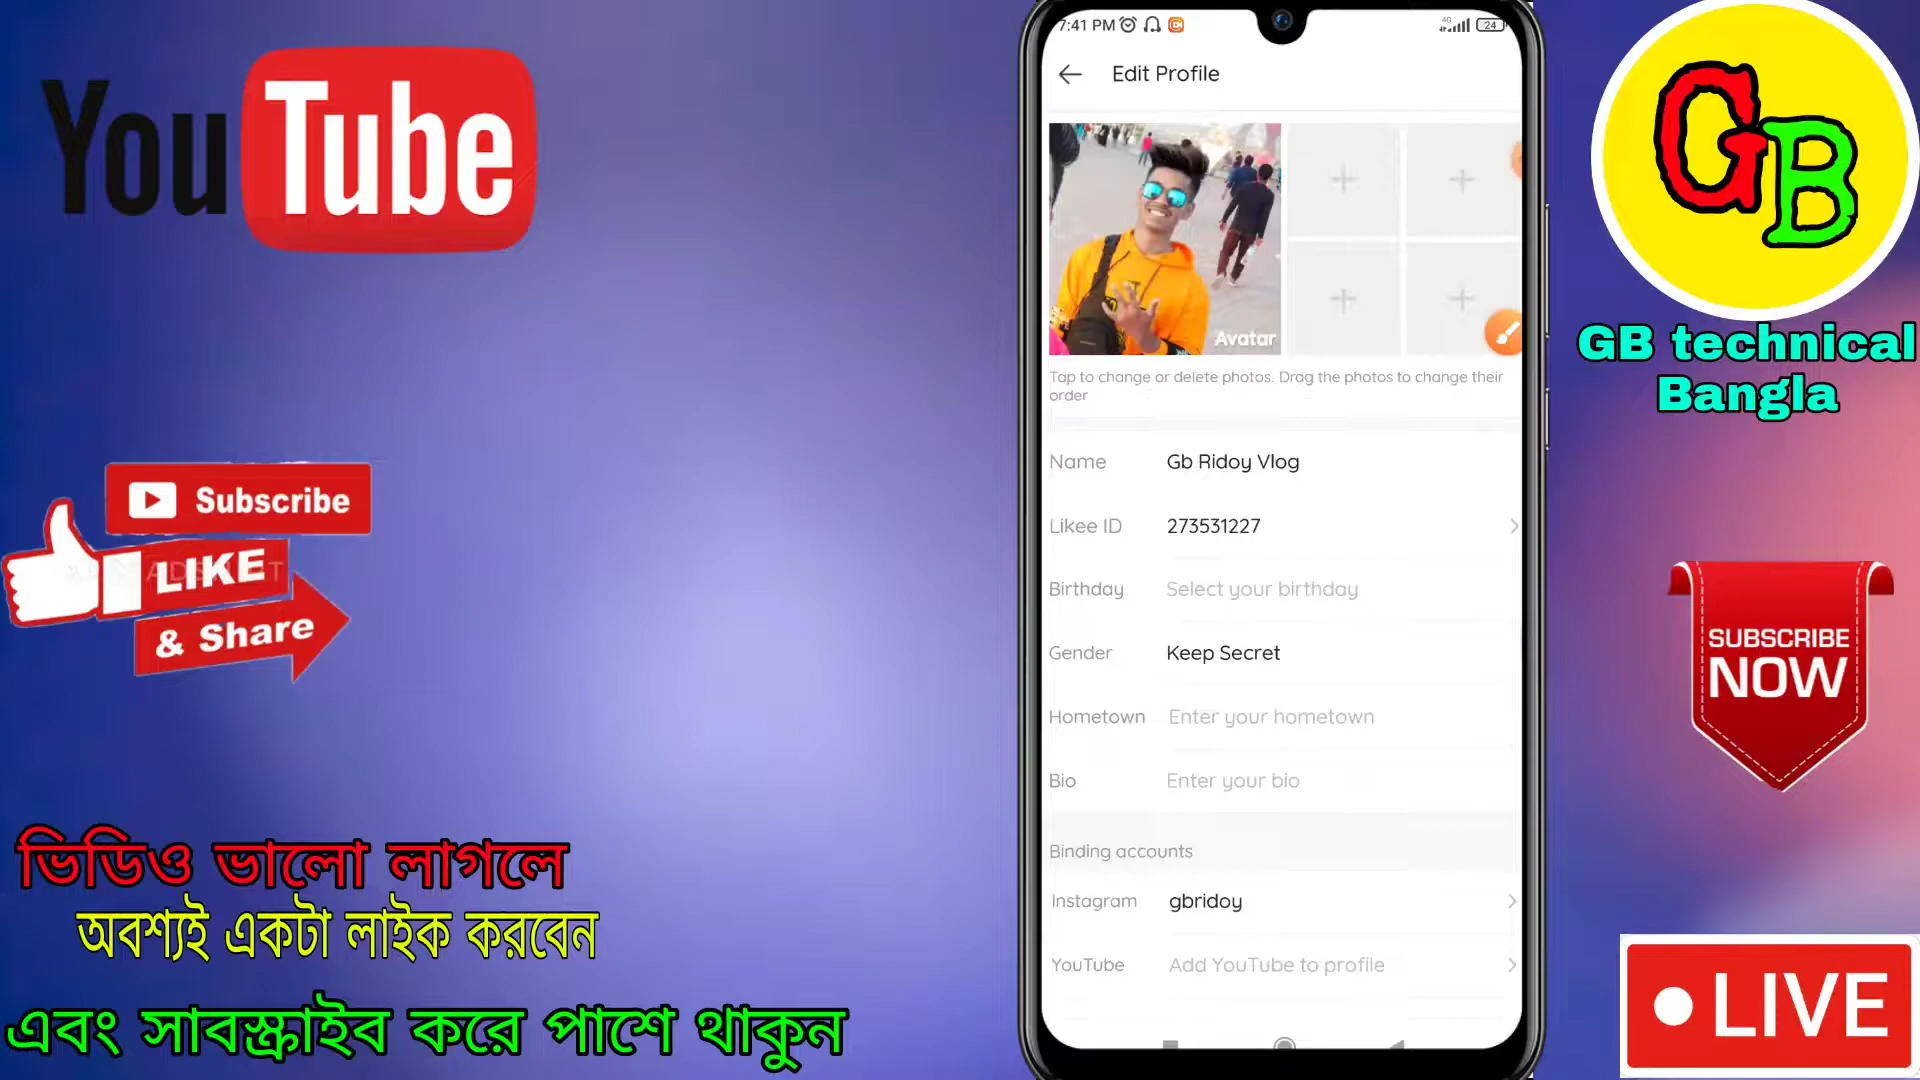 YouTube
Subscribe
LIKE
& Share
ভিডিও ভালো লাগলে
অবশ্যই একটা লাইক করবেন
এবং সাবস্ক্রাইব করে পাশে থাকুন
7:41 PM
4G
24
Edit Profile
Avatar
Tap to change or delete photos. Drag the photos to change their
order
Name Gb Ridoy Vlog
Likee ID 273531227
Birthday Select your birthday
Gender Keep Secret
Hometown Enter your hometown
Bio Enter your bio
Binding accounts
Instagram gbridoy
YouTube Add YouTube to profile
GB
GB technical
Bangla
SUBSCRIBE
NOW
LIVE